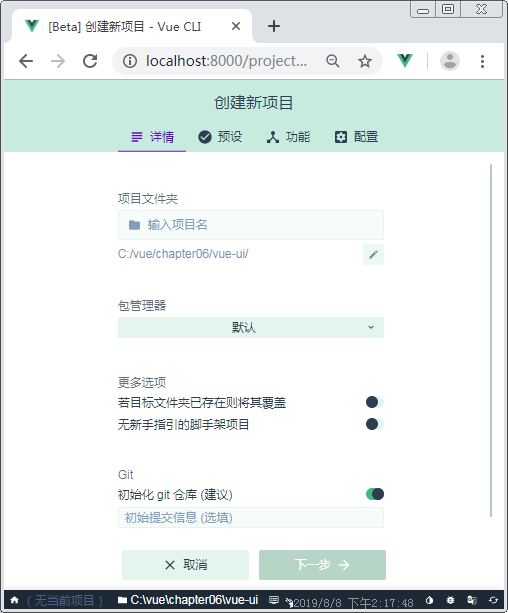 [Beta] 创建新项目 - Vue CLI
localhost:8000/project...
创建新项目
详情 预设 功能 配置
项目文件夹
输入项目名
C:/vue/chapter06/vue-ui/
包管理器
默认
更多选项
若目标文件夹已存在则将其覆盖
无新手指引的脚手架项目
Git
初始化 git 仓库 (建议)
初始提交信息 (选填)
取消 下一步
(无当前项目) C:\vue\chapter06\vue-ui 2019/8/8 下午2:17:48